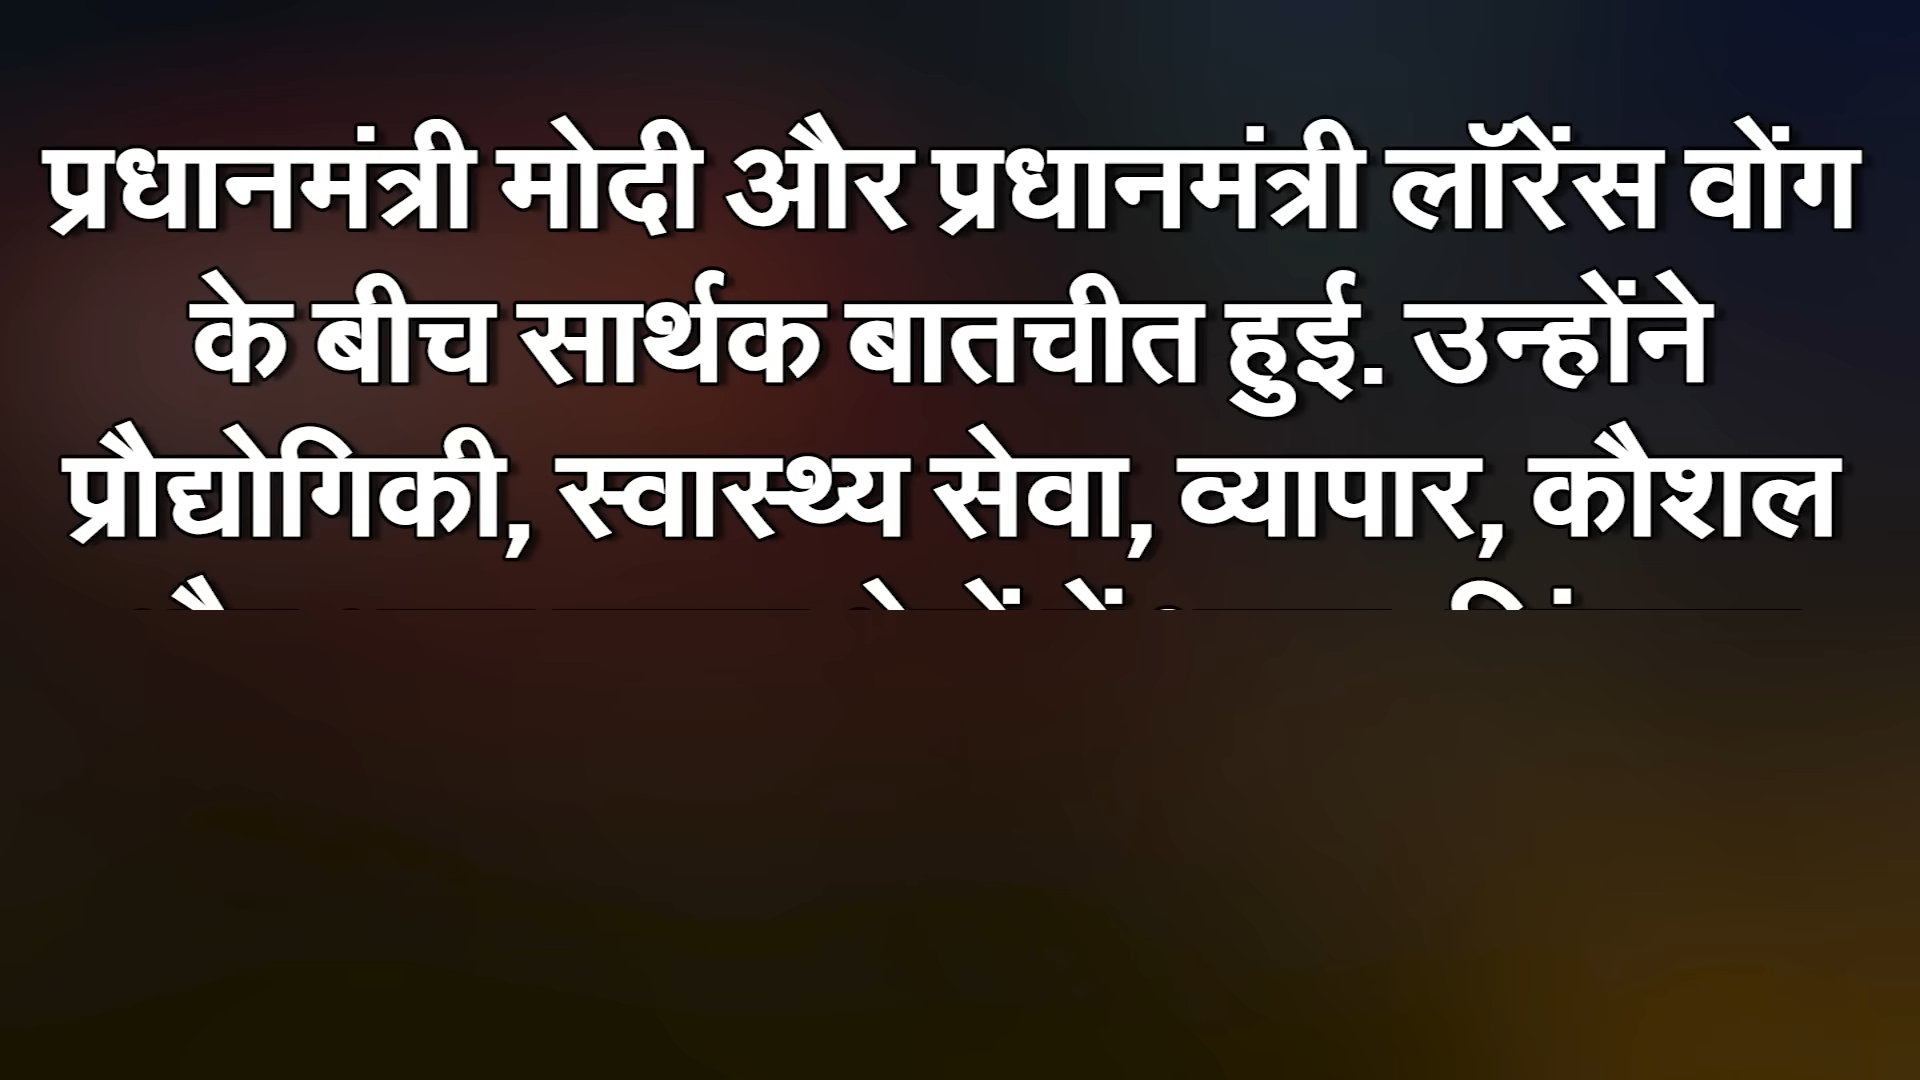 प्रधानमंत्री मोदी और प्रधानमंत्री लॉरेंस वोंग
के बीच सार्थक बातचीत हुई. उन्होंने
प्रौद्योगिकी, स्वास्थ्य सेवा, व्यापार, कौशल